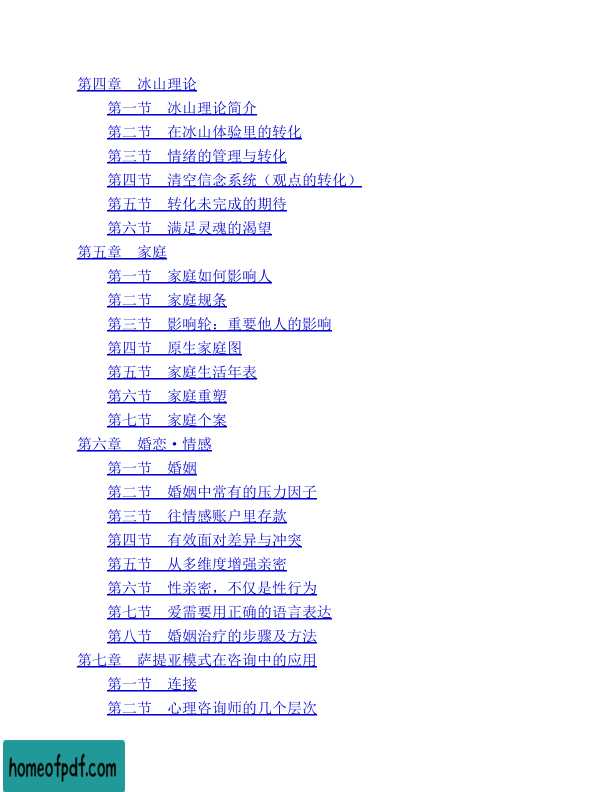 第四章　冰山理论
第一节　冰山理论简介
第二节　在冰山体验里的转化
第三节　情绪的管理与转化
第四节　清空信念系统（观点的转化）
第五节　转化未完成的期待
第六节　满足灵魂的渴望
第五章　家庭
第一节　家庭如何影响人
第二节　家庭规条
第三节　影响轮：重要他人的影响
第四节　原生家庭图
第五节　家庭生活年表
第六节　家庭重塑
第七节　家庭个案
第六章　婚恋·情感
第一节　婚姻
第二节　婚姻中常有的压力因子
第三节　往情感账户里存款
第四节　有效面对差异与冲突
第五节　从多维度增强亲密
第六节　性亲密，不仅是性行为
第七节　爱需要用正确的语言表达
第八节　婚姻治疗的步骤及方法
第七章　萨提亚模式在咨询中的应用
第一节　连接
第二节　心理咨询师的几个层次
homeofpdf.com